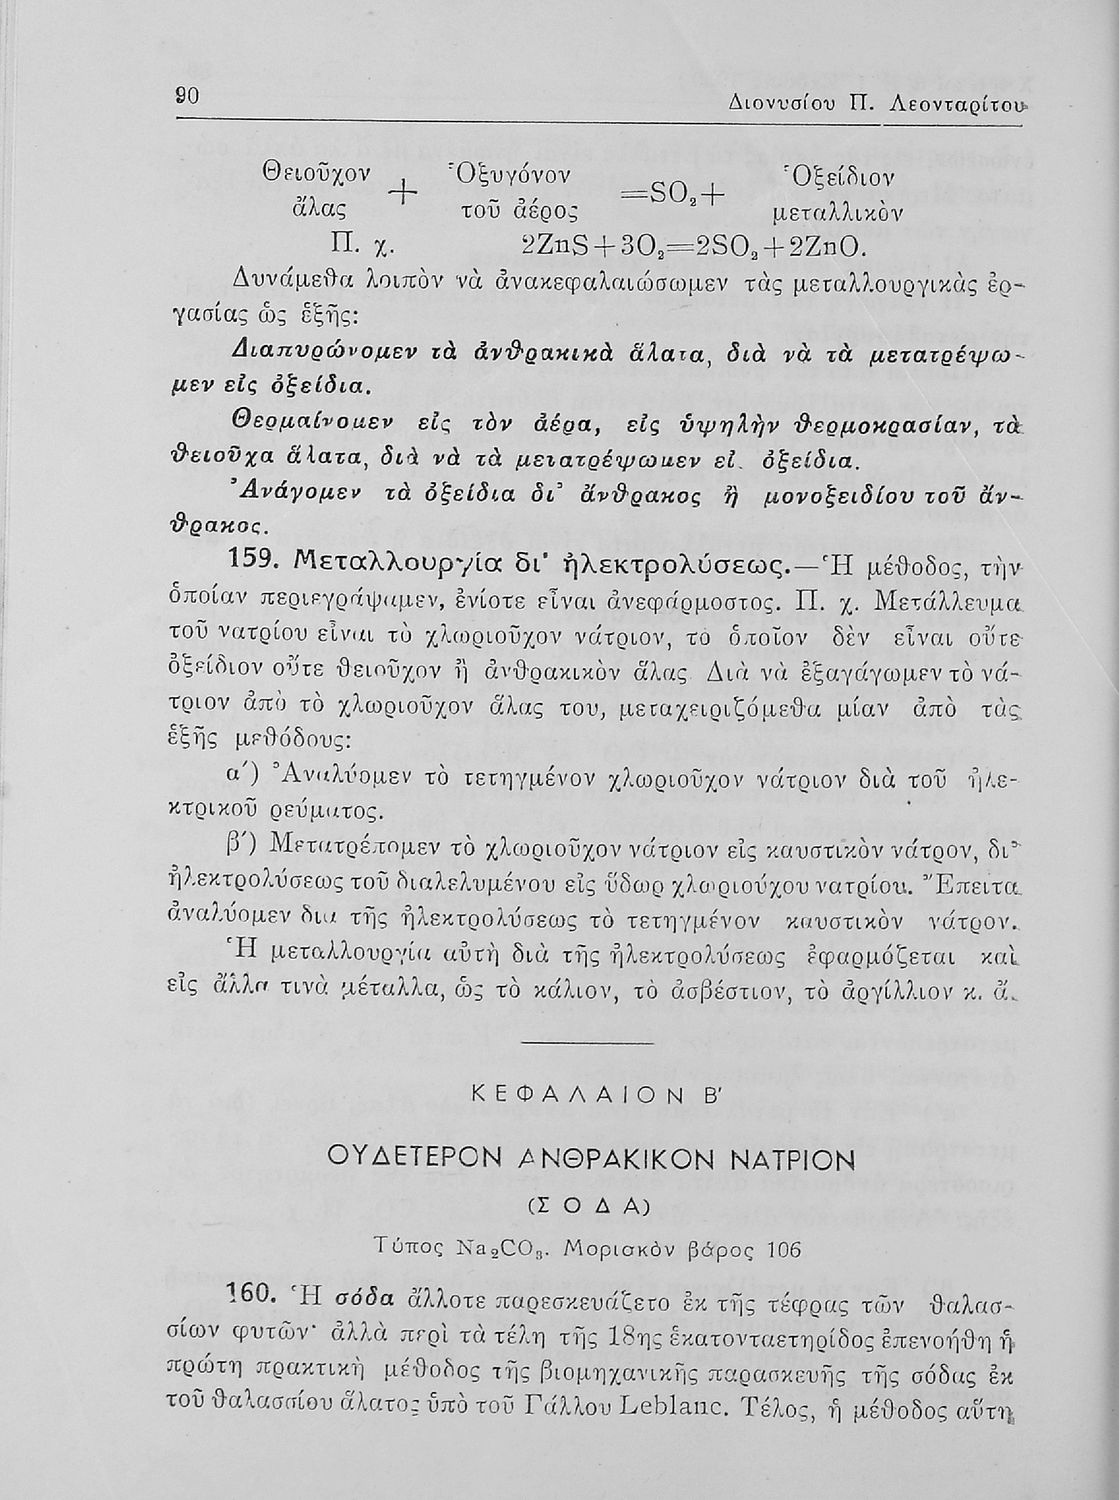 90
Διονυσίου Π. Λεονταρίτου
Θειοῦχον + Ὀξυγόνον =SO₂+ Ὀξείδιον
ἅλας τοῦ ἀέρος μεταλλικὸν
Π. χ. 2ZnS+3O₂=2SO₂+2ZnO.
Δυνάμεθα λοιπὸν νὰ ἀνακεφαλαιώσωμεν τὰς μεταλλουργικὰς ἐρ-
γασίας ὡς ἑξῆς:
Διαπυρώνομεν τὰ ἀνθρακικὰ ἅλατα, διὰ νὰ τὰ μετατρέψω-
μεν εἰς ὀξείδια.
Θερμαίνομεν εἰς τὸν ἀέρα, εἰς ὑψηλὴν θερμοκρασίαν, τὰ
θειοῦχα ἅλατα, διὰ νὰ τὰ μετατρέψωμεν εἰ. ὀξείδια.
Ἀνάγομεν τὰ ὀξείδια δι' ἄνθρακος ἢ μονοξειδίου τοῦ ἄν-
θρακος.
159. Μεταλλουργία δι' ἠλεκτρολύσεως.—Ἡ μέθοδος, τὴν
ὁποίαν περιεγράψαμεν, ἐνίοτε εἶναι ἀνεφάρμοστος. Π. χ. Μετάλλευμα
τοῦ νατρίου εἶναι τὸ χλωριοῦχον νάτριον, τὸ ὁποῖον δὲν εἶναι οὔτε
ὀξείδιον οὔτε θειοῦχον ἢ ἀνθρακικὸν ἅλας Διὰ νὰ ἐξαγάγωμεν τὸ νά-
τριον ἀπὸ τὸ χλωριοῦχον ἅλας του, μεταχειριζόμεθα μίαν ἀπὸ τὰς
ἑξῆς μεθόδους:
α') Ἀναλύομεν τὸ τετηγμένον χλωριοῦχον νάτριον διὰ τοῦ ἠλε-
κτρικοῦ ρεύματος.
β') Μετατρέπομεν τὸ χλωριοῦχον νάτριον εἰς καυστικὸν νάτρον, δι'
ἠλεκτρολύσεως τοῦ διαλελυμένου εἰς ὕδωρ χλωριούχου νατρίου. Ἔπειτα
ἀναλύομεν δια τῆς ἠλεκτρολύσεως τὸ τετηγμένον καυστικὸν νάτρον.
Ἡ μεταλλουργία αὐτὴ διὰ τῆς ἠλεκτρολύσεως ἐφαρμόζεται καὶ
εἰς ἄλλα τινὰ μέταλλα, ὡς τὸ κάλιον, τὸ ἀσβέστιον, τὸ ἀργίλλιον κ. ἄ.
ΚΕΦΑΛΑΙΟΝ Β'
ΟΥΔΕΤΕΡΟΝ ΑΝΘΡΑΚΙΚΟΝ ΝΑΤΡΙΟΝ
(ΣΟΔΑ)
Τύπος Na₂CO₃. Μοριακὸν βάρος 106
160. Ἡ σόδα ἄλλοτε παρεσκευάζετο ἐκ τῆς τέφρας τῶν θαλασ-
σίων φυτῶν· ἀλλὰ περὶ τὰ τέλη τῆς 18ης ἑκατονταετηρίδος ἐπενοήθη ἡ
πρώτη πρακτικὴ μέθοδος τῆς βιομηχανικῆς παρασκευῆς τῆς σόδας ἐκ
τοῦ θαλασσίου ἅλατος ὑπὸ τοῦ Γάλλου Leblanc. Τέλος, ἡ μέθοδος αὕτη